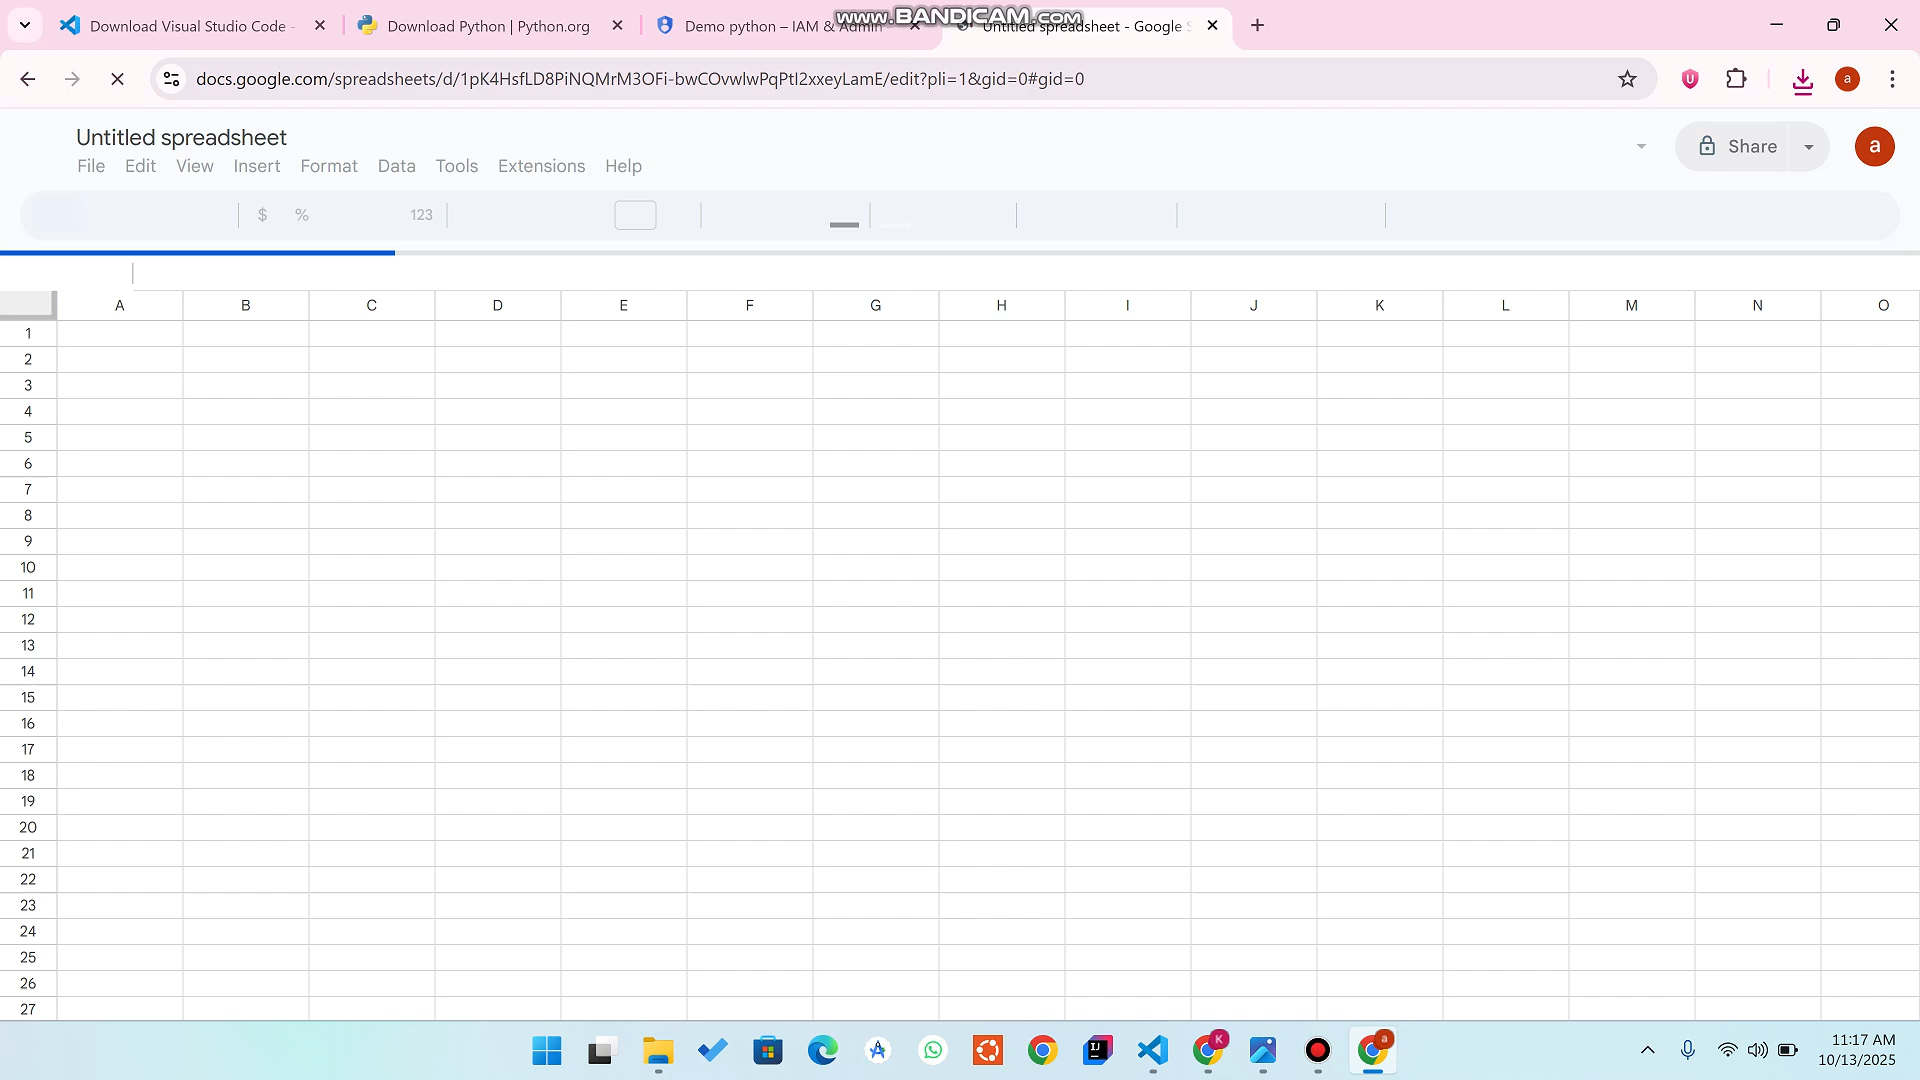 Download Visual Studio Code -
Download Python | Python.org
Demo python – IAM & Admin
Untitled spreadsheet - Google S
www.BANDICAM.com
docs.google.com/spreadsheets/d/1pK4HsfLD8PiNQMrM3OFi-bwCOvwlwPqPtI2xxeyLamE/edit?pli=1&gid=0#gid=0
a
Untitled spreadsheet
File Edit View Insert Format Data Tools Extensions Help
Share
a
$ % 123
A B C D E F G H I J K L M N O
1
2
3
4
5
6
7
8
9
10
11
12
13
14
15
16
17
18
19
20
21
22
23
24
25
26
27
K
a
11:17 AM
10/13/2025